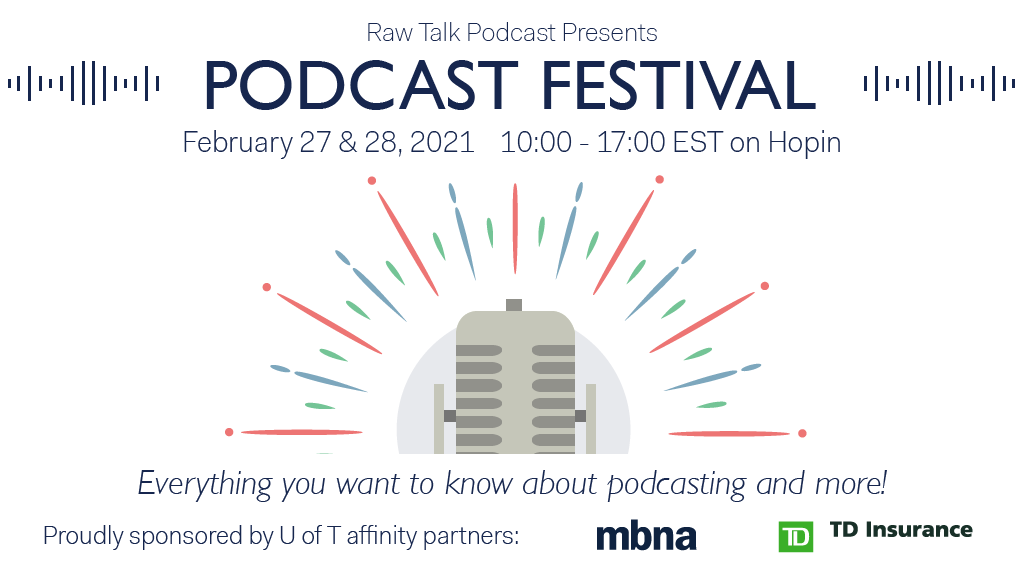 Raw Talk Podcast Presents
PODCAST FESTIVAL
February 27 & 28, 2021 10:00 - 17:00 EST on Hopin
Everything you want to know about podcasting and more!
Proudly sponsored by U of T affinity partners: mbna TD TD Insurance